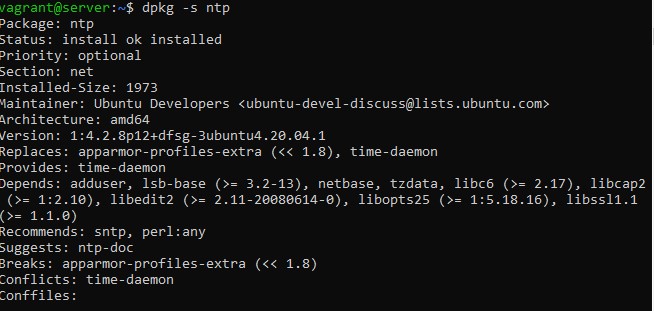 vagrant@server:~$ dpkg -s ntp
Package: ntp
Status: install ok installed
Priority: optional
Section: net
Installed-Size: 1973
Maintainer: Ubuntu Developers <ubuntu-devel-discuss@lists.ubuntu.com>
Architecture: amd64
Version: 1:4.2.8p12+dfsg-3ubuntu4.20.04.1
Replaces: apparmor-profiles-extra (<< 1.8), time-daemon
Provides: time-daemon
Depends: adduser, lsb-base (>= 3.2-13), netbase, tzdata, libc6 (>= 2.17), libcap2
 (>= 1:2.10), libedit2 (>= 2.11-20080614-0), libopts25 (>= 1:5.18.16), libssl1.1
(>= 1.1.0)
Recommends: sntp, perl:any
Suggests: ntp-doc
Breaks: apparmor-profiles-extra (<< 1.8)
Conflicts: time-daemon
Conffiles: